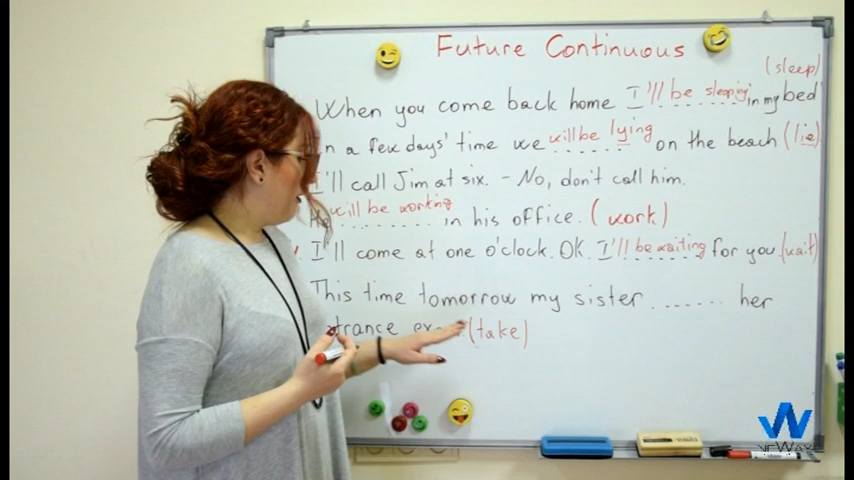 Future Continuous
(sleep)
When you come back home I'll be sleeping in my bed
n a few days' time we will be lying on the beach (lie)
I'll call Jim at six. - No, don't call him.
He will be working in his office. (work)
I'll come at one o'clock. OK. I'll be waiting for you. (wait)
This time tomorrow my sister ....... her
trance ex (take)
NEWAY